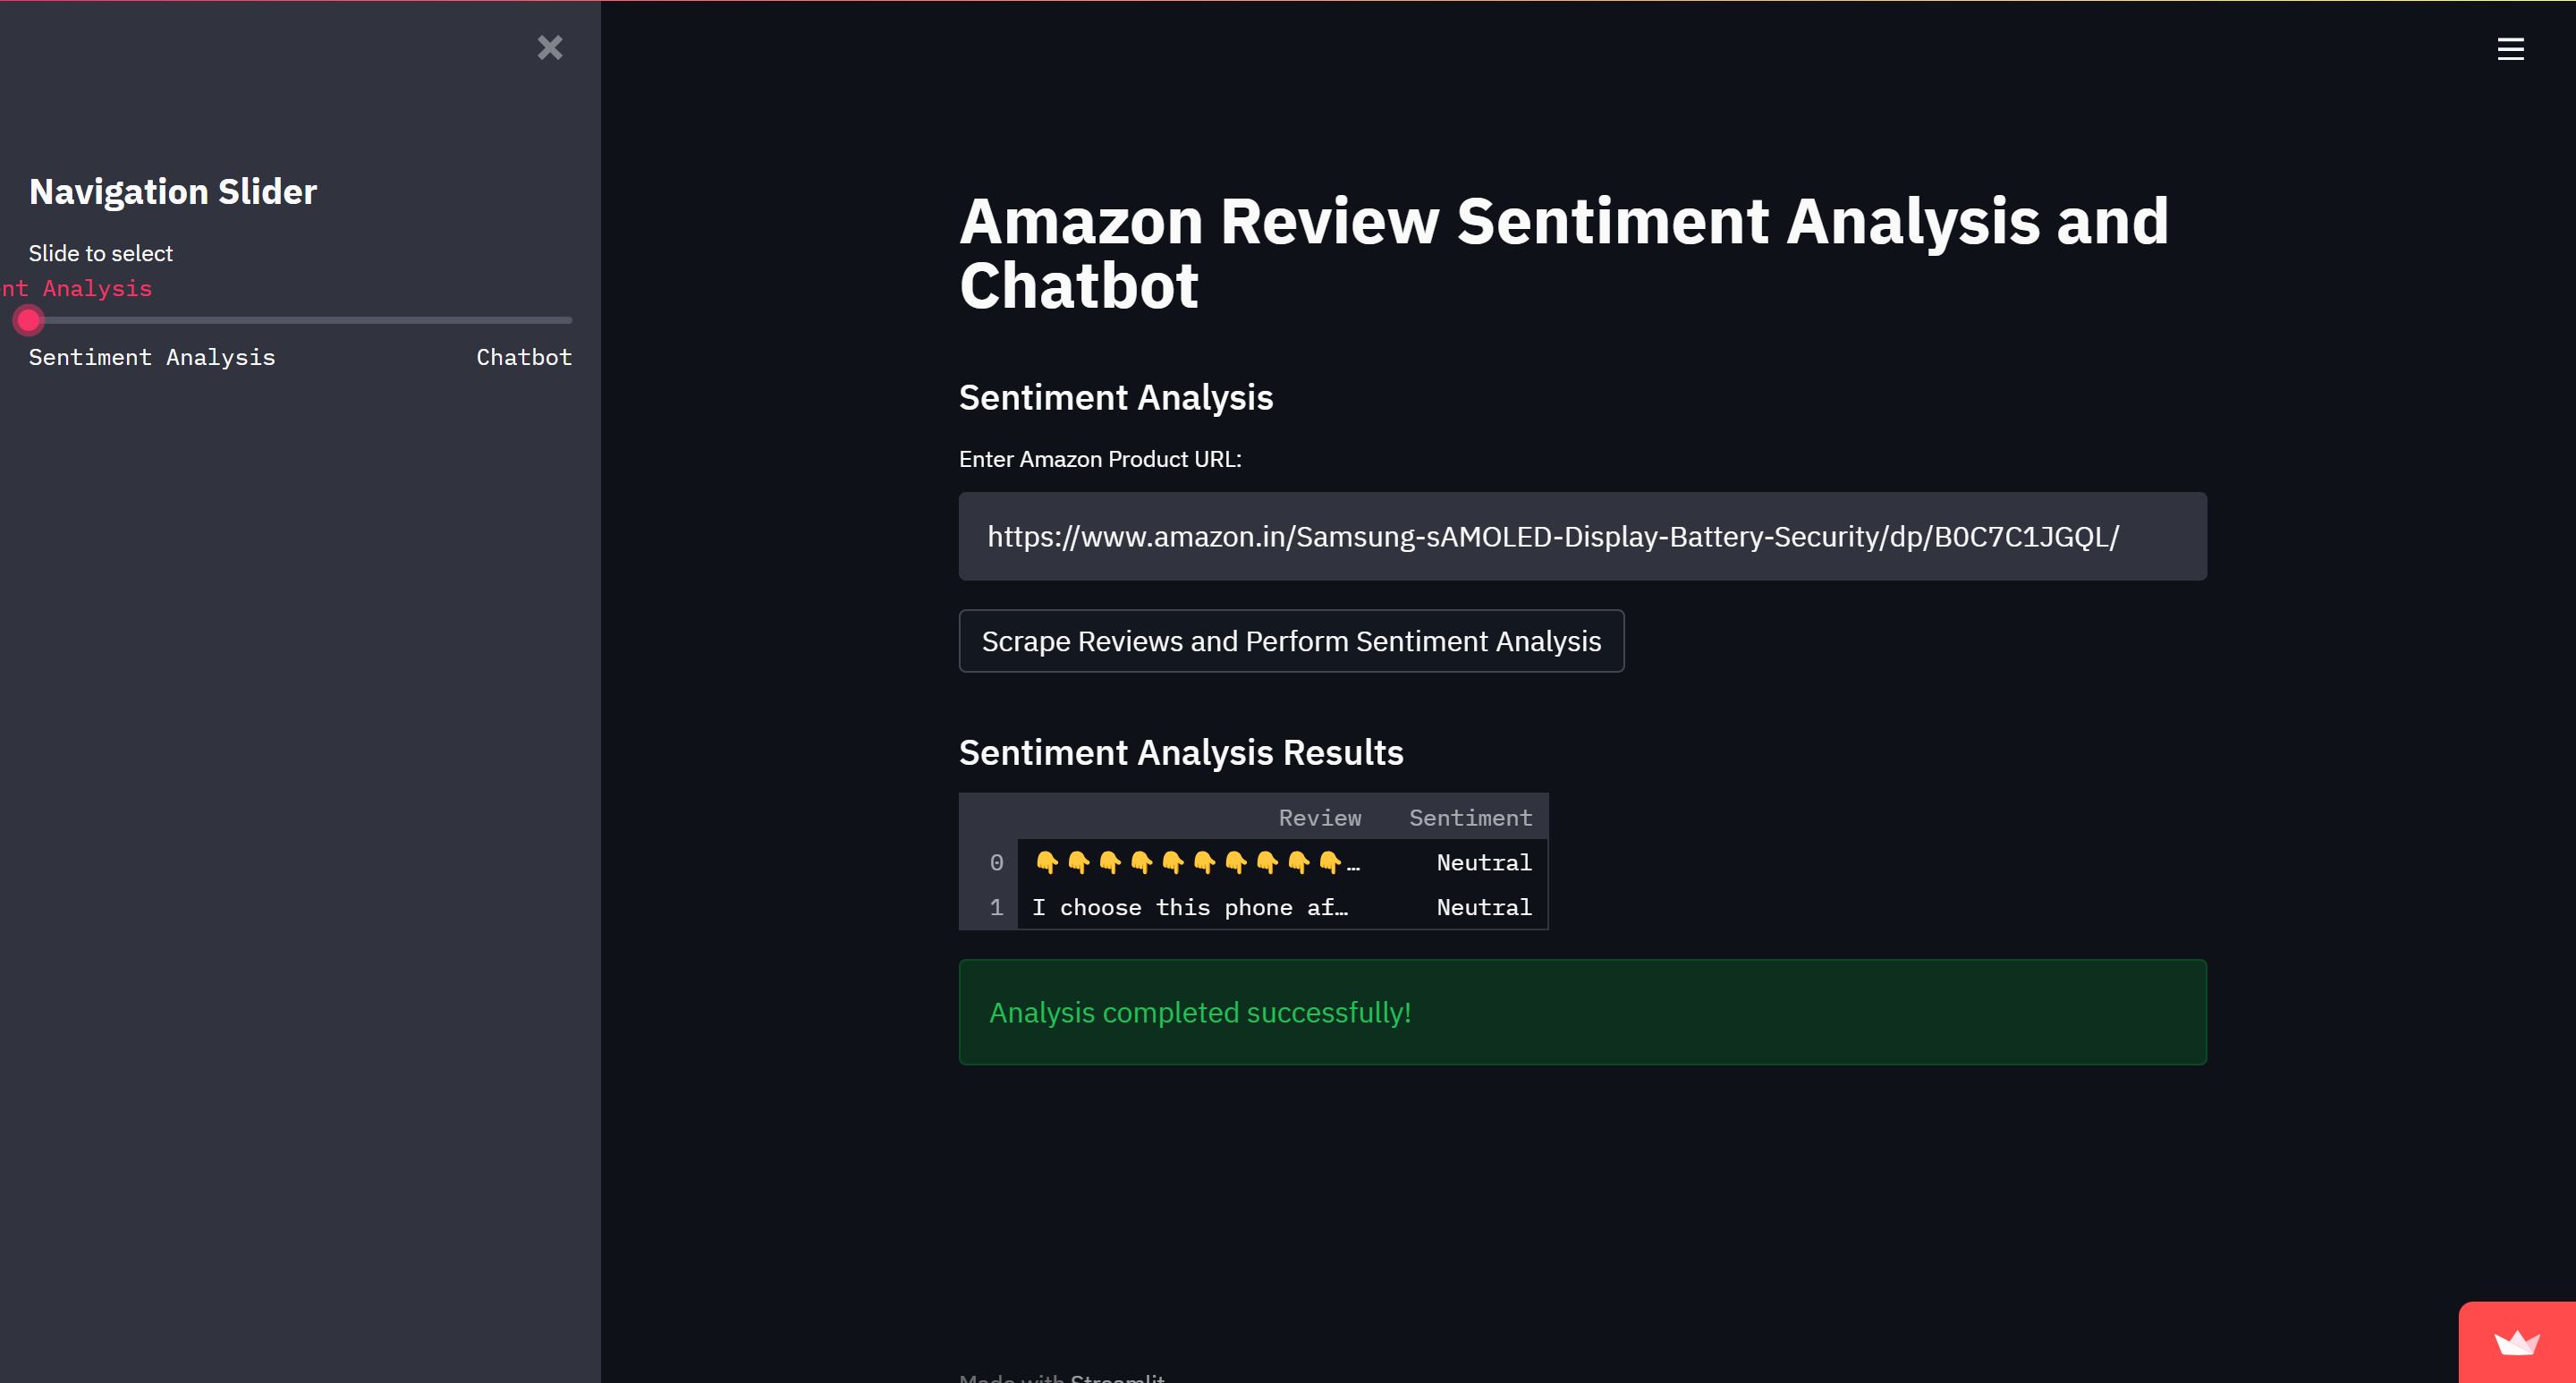 Navigation Slider
Slide to select
nt Analysis
Sentiment Analysis Chatbot
Amazon Review Sentiment Analysis and
Chatbot
Sentiment Analysis
Enter Amazon Product URL:
https://www.amazon.in/Samsung-sAMOLED-Display-Battery-Security/dp/B0C7C1JGQL/
Scrape Reviews and Perform Sentiment Analysis
Sentiment Analysis Results
Review Sentiment
0 👇👇👇👇👇👇👇👇👇👇… Neutral
1 I choose this phone af… Neutral
Analysis completed successfully!
Made with Streamlit